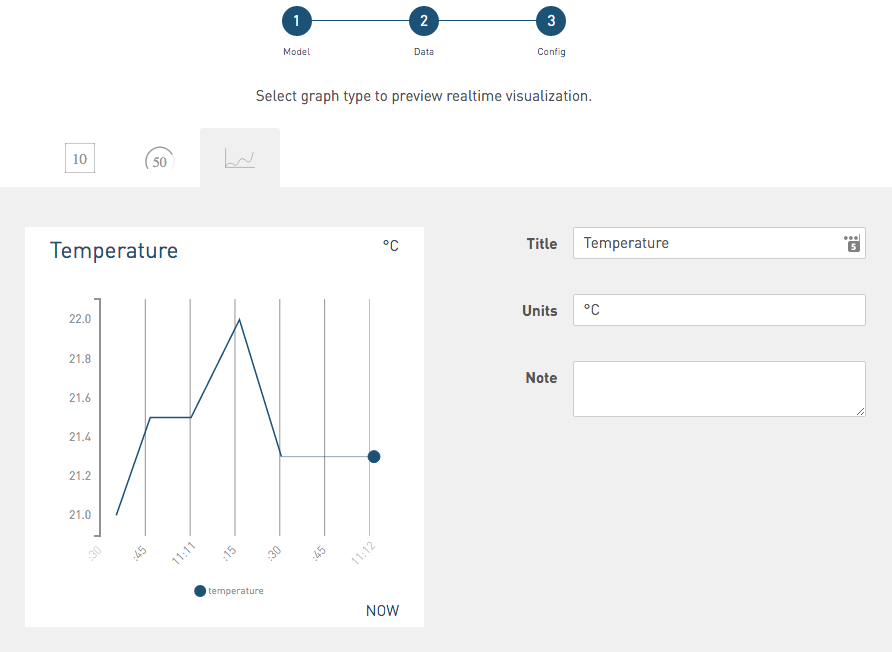 1 2 3
Model Data Config
Select graph type to preview realtime visualization.
10 50
Temperature °C
22.0
21.8
21.6
21.4
21.2
21.0
:30 :45 11:11 :15 :30 :45 11:12
temperature
NOW
Title Temperature 5
Units °C
Note